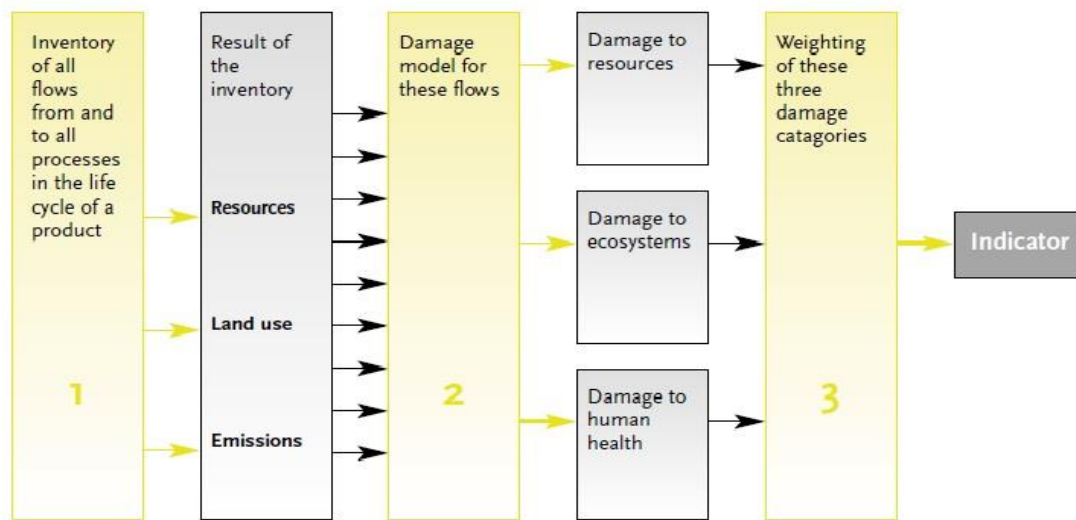 Inventory
of all
flows
from and
to all
processes
in the life
cycle of a
product
1
Result of
the
inventory
Resources
Land use
Emissions
Damage
model for
these flows
2
Damage to
resources
Damage to
ecosystems
Damage to
human
health
Weighting
of these
three
damage
catagories
3
Indicator